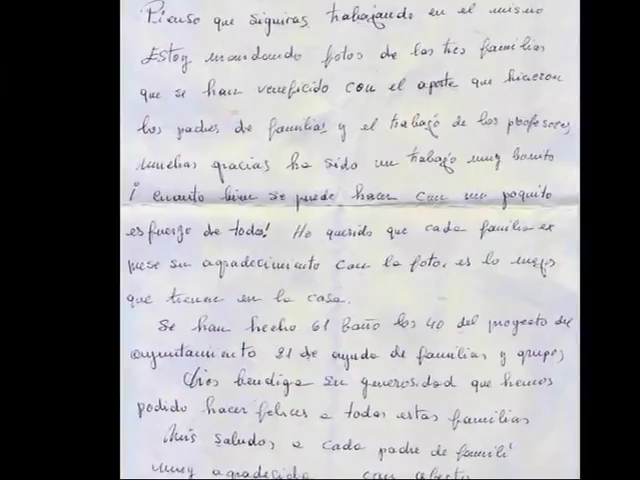 Pienso que seguiras trabajando en el mismo
Estoy mandando fotos de las tres familias
que se han veneficido con el aporte que hicieron
los padres de familias y el trabajo de los profesores,
muchas gracias ha sido un trabajo muy bonito
¡ cuanto bien se puede hacer con un poquito
esfuerzo de todo! He querido que cada familia ex
prese su agradecimiento con la foto, es lo mejor
que tienen en la casa.
Se han hecho 61 baño los 40 del proyecto del
ayuntamiento 21 de ayuda de familias y grupos,
Dios bendiga su generosidad que hemos
podido hacer felices a todas estas familias
Mis saludos a cada padre de famili
muy agradecida con